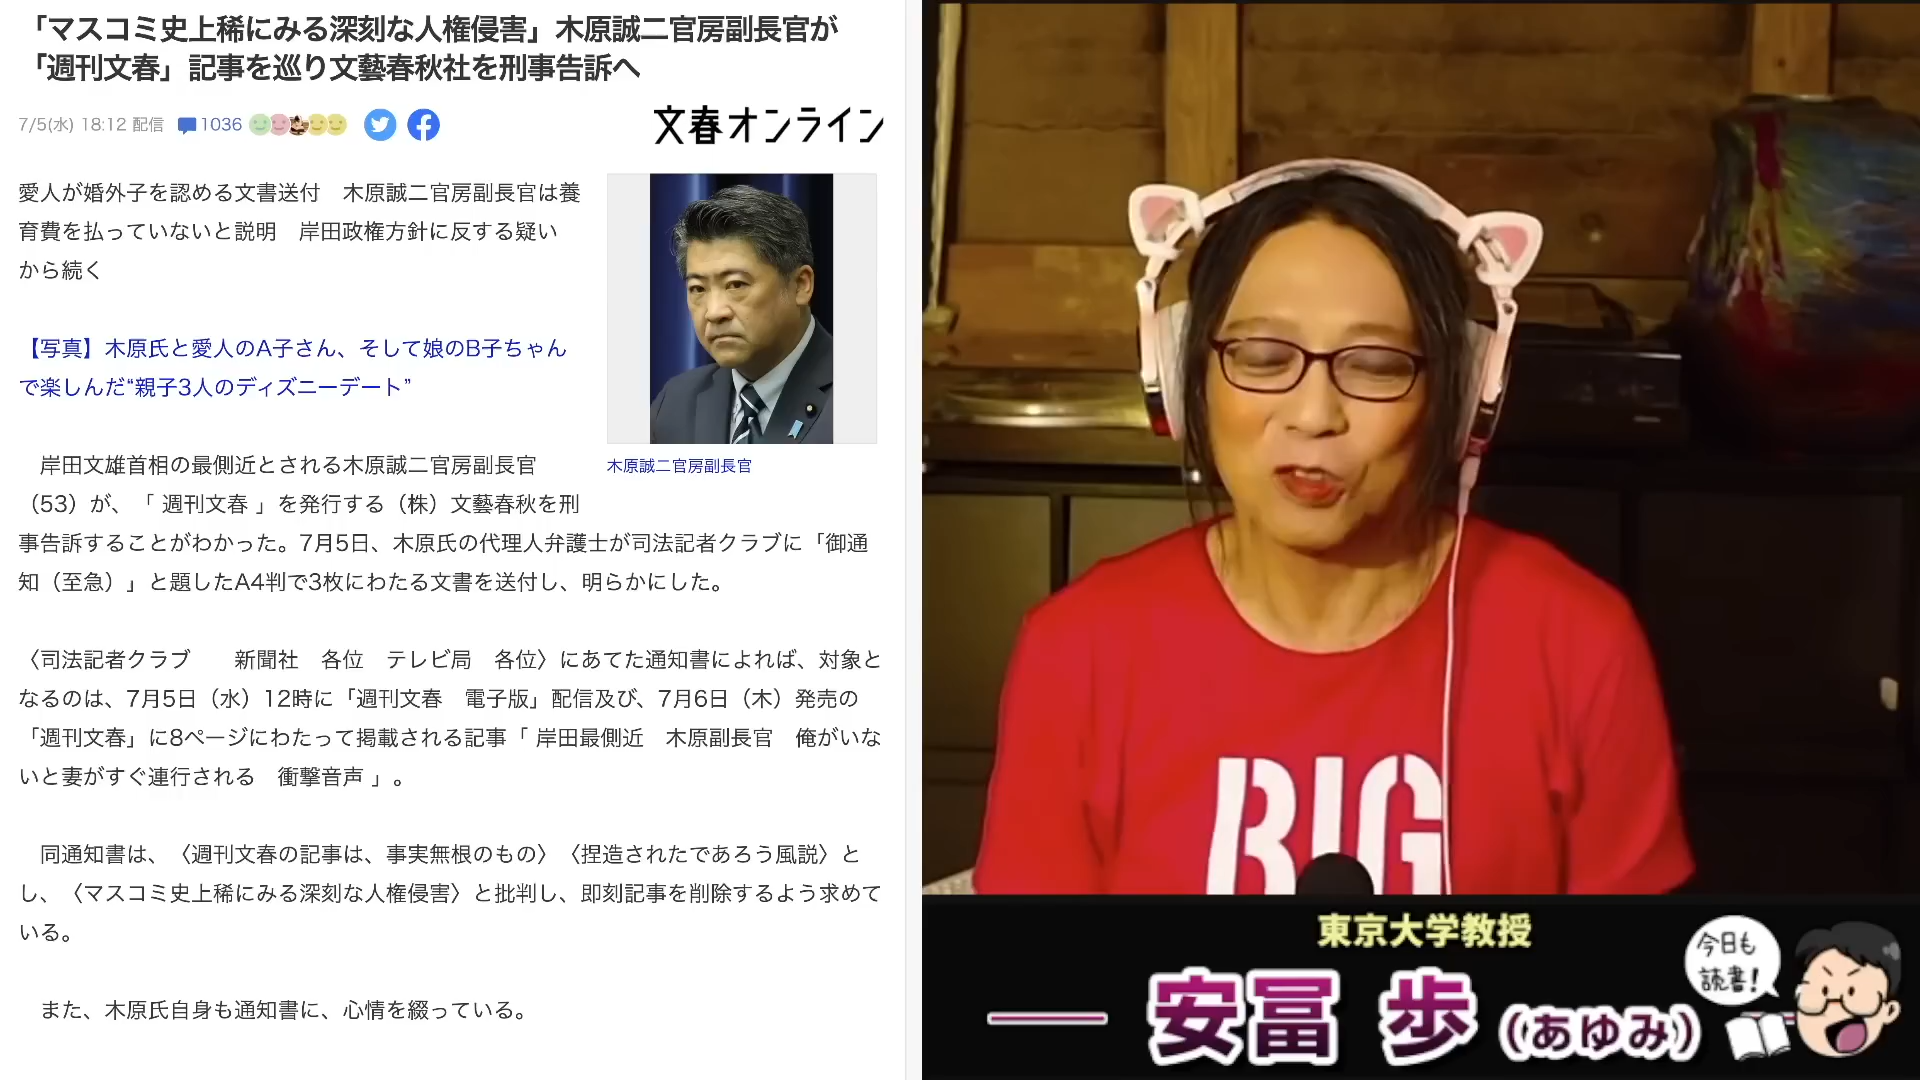 「マスコミ史上稀にみる深刻な人権侵害」木原誠二官房副長官が
「週刊文春」記事を巡り文藝春秋社を刑事告訴へ
7/5(水) 18:12 配信 1036
文春オンライン
愛人が婚外子を認める文書送付　木原誠二官房副長官は養
育費を払っていないと説明　岸田政権方針に反する疑い
から続く
【写真】木原氏と愛人のA子さん、そして娘のB子ちゃん
で楽しんだ“親子3人のディズニーデート”
木原誠二官房副長官
　岸田文雄首相の最側近とされる木原誠二官房副長官
（53）が、「 週刊文春 」を発行する（株）文藝春秋を刑
事告訴することがわかった。7月5日、木原氏の代理人弁護士が司法記者クラブに「御通
知（至急）」と題したA4判で3枚にわたる文書を送付し、明らかにした。
〈司法記者クラブ　　新聞社　各位　テレビ局　各位〉にあてた通知書によれば、対象と
なるのは、7月5日（水）12時に「週刊文春　電子版」配信及び、7月6日（木）発売の
「週刊文春」に8ページにわたって掲載される記事「 岸田最側近　木原副長官　俺がいな
いと妻がすぐ連行される　衝撃音声 」。
　同通知書は、〈週刊文春の記事は、事実無根のもの〉〈捏造されたであろう風説〉と
し、〈マスコミ史上稀にみる深刻な人権侵害〉と批判し、即刻記事を削除するよう求めて
いる。
　また、木原氏自身も通知書に、心情を綴っている。
BIG
東京大学教授
安冨 歩 (あゆみ)
今日も
読書!